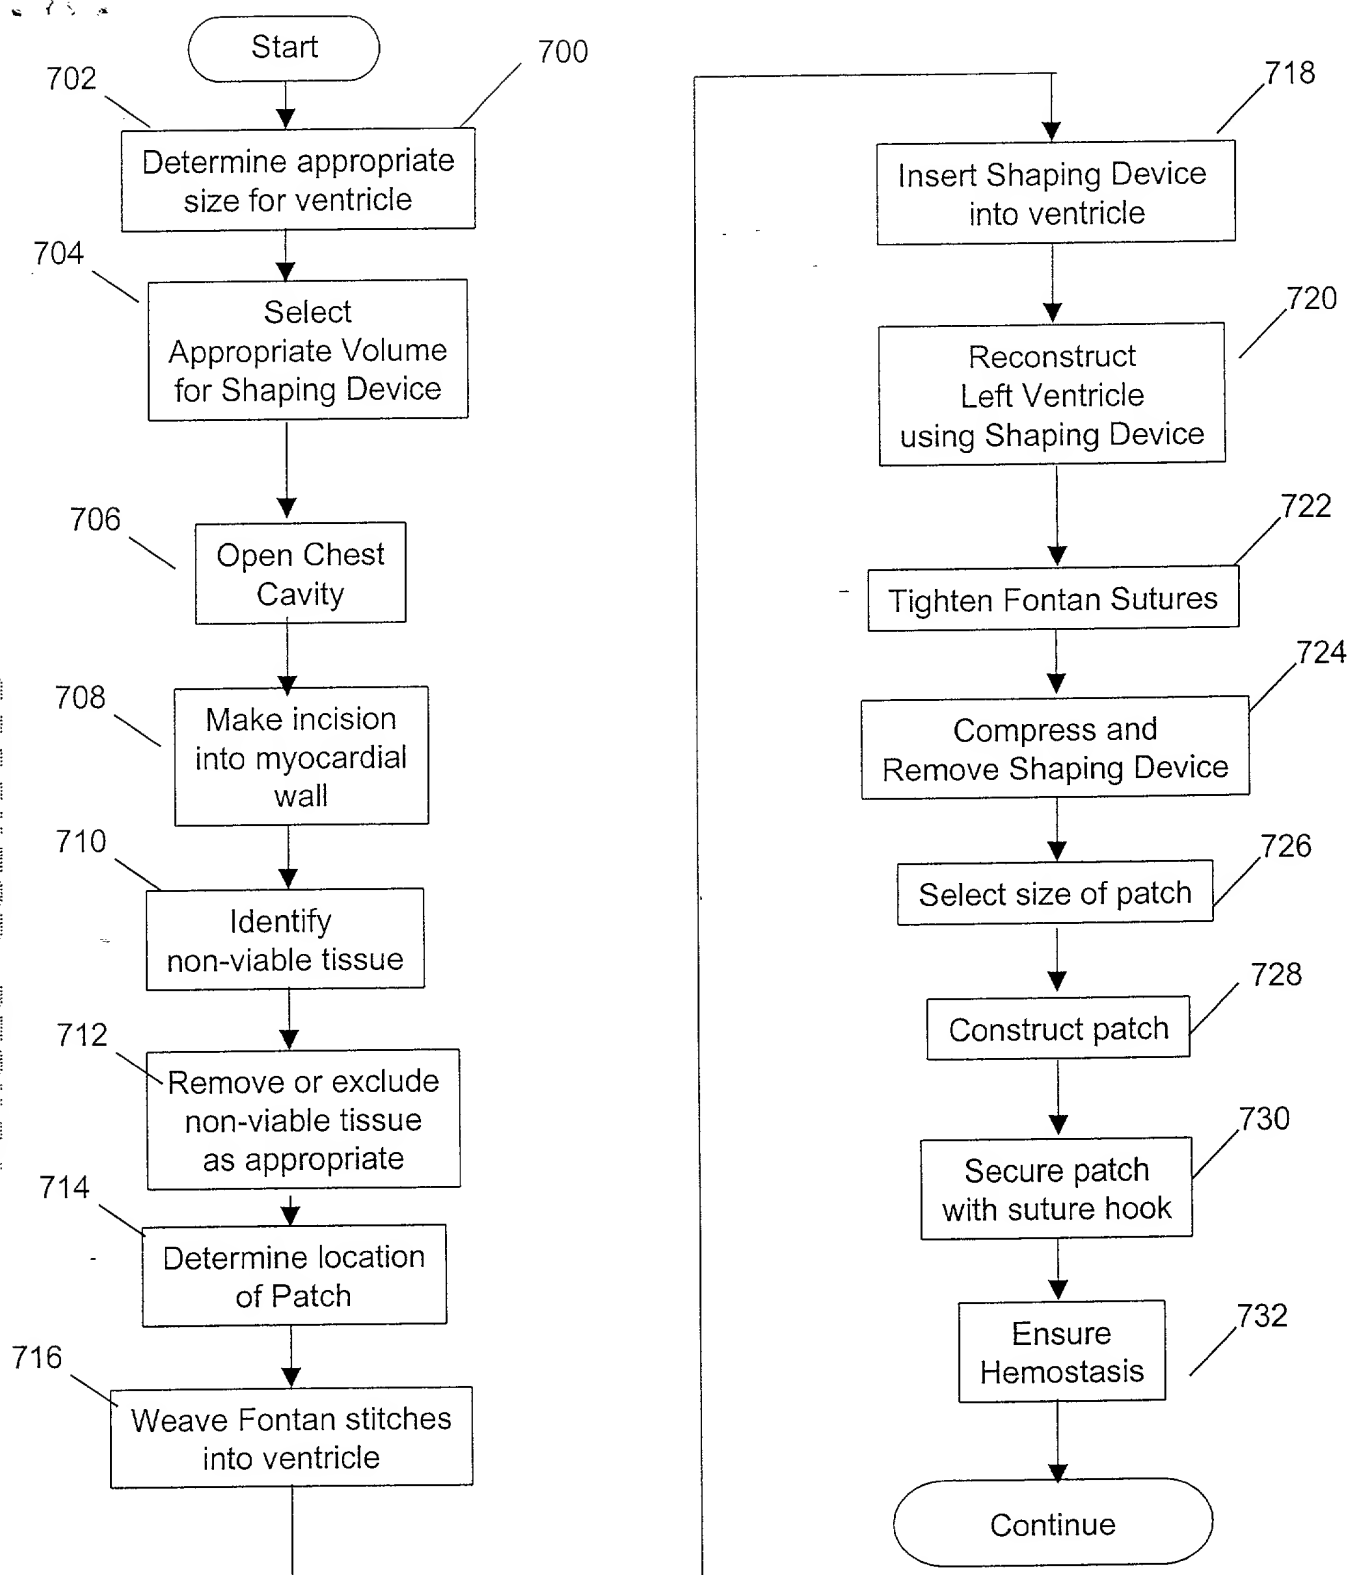 Start
700
702
Determine appropriate
size for ventricle
704
Select
Appropriate Volume
for Shaping Device
706
Open Chest
Cavity
708
Make incision
into myocardial
wall
710
Identify
non-viable tissue
712
Remove or exclude
non-viable tissue
as appropriate
714
Determine location
of Patch
716
Weave Fontan stitches
into ventricle
718
Insert Shaping Device
into ventricle
720
Reconstruct
Left Ventricle
using Shaping Device
722
Tighten Fontan Sutures
724
Compress and
Remove Shaping Device
726
Select size of patch
728
Construct patch
730
Secure patch
with suture hook
732
Ensure
Hemostasis
Continue